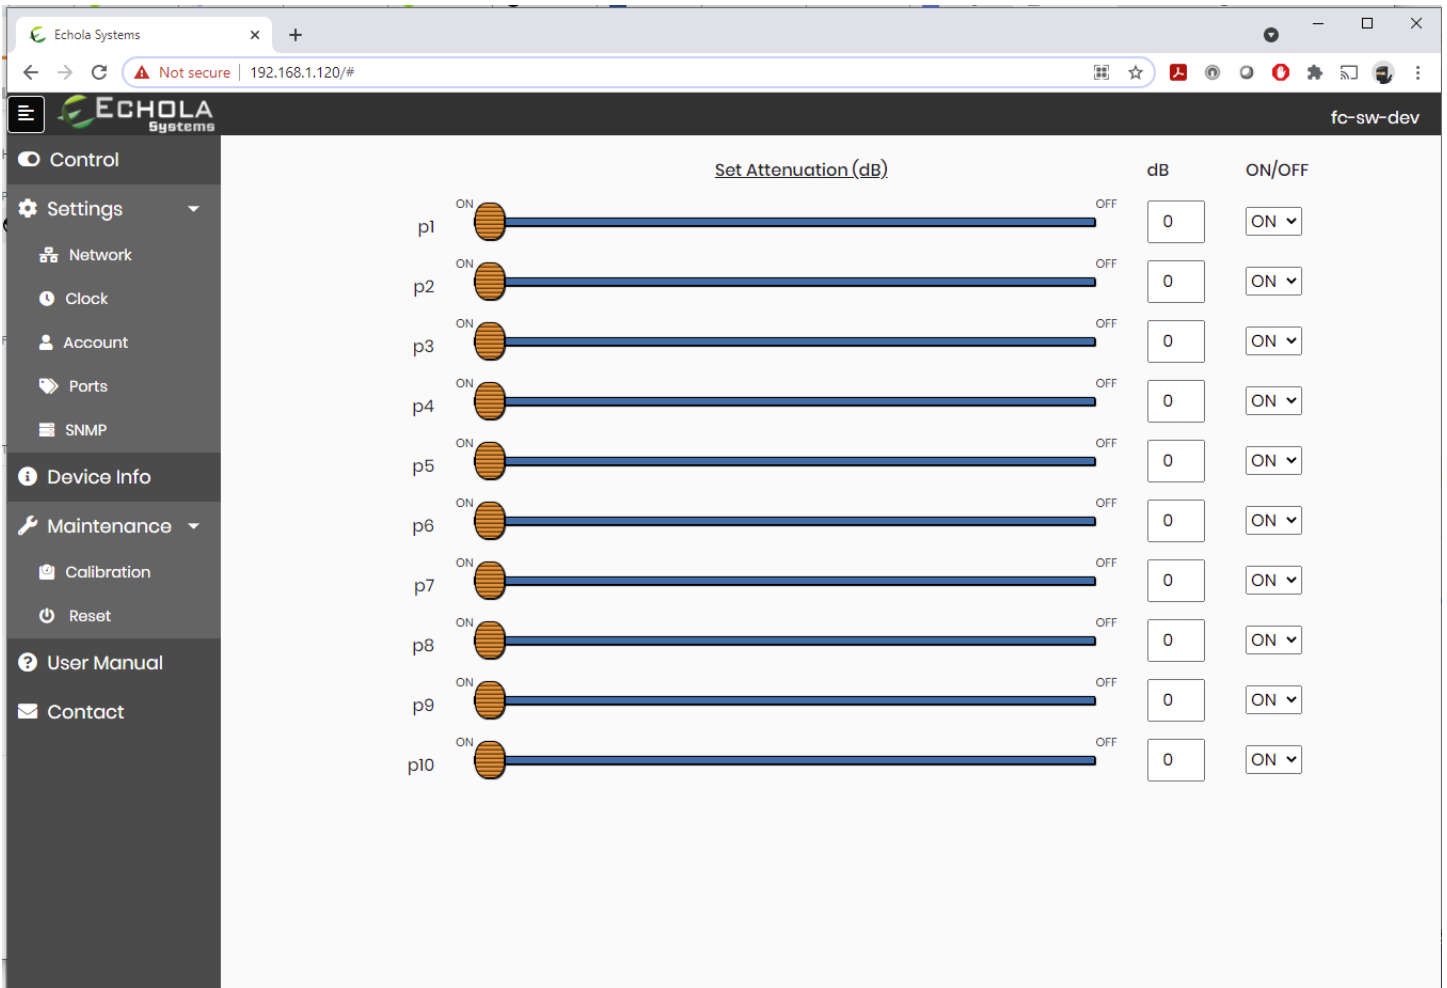 Echola Systems
Not secure 192.168.1.120/#
ECHOLA
Systems
fc-sw-dev
Control
Settings
Network
Clock
Account
Ports
SNMP
Device Info
Maintenance
Calibration
Reset
User Manual
Contact
Set Attenuation (dB) dB ON/OFF
p1 ON OFF 0 ON
p2 ON OFF 0 ON
p3 ON OFF 0 ON
p4 ON OFF 0 ON
p5 ON OFF 0 ON
p6 ON OFF 0 ON
p7 ON OFF 0 ON
p8 ON OFF 0 ON
p9 ON OFF 0 ON
p10 ON OFF 0 ON